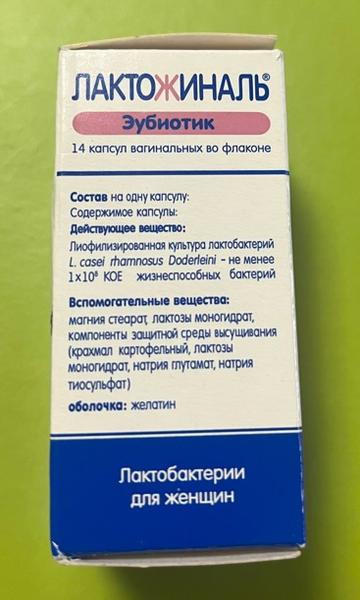 ЛАКТОЖИНАЛЬ®
Эубиотик
14 капсул вагинальных во флаконе
Состав на одну капсулу:
Содержимое капсулы:
Действующее вещество:
Лиофилизированная культура лактобактерий
L. casei rhamnosus Doderleini – не менее
1х10⁸ КОЕ жизнеспособных бактерий
Вспомогательные вещества:
магния стеарат, лактозы моногидрат,
компоненты защитной среды высушивания
(крахмал картофельный, лактозы
моногидрат, натрия глутамат, натрия
тиосульфат)
оболочка: желатин
Лактобактерии
для женщин